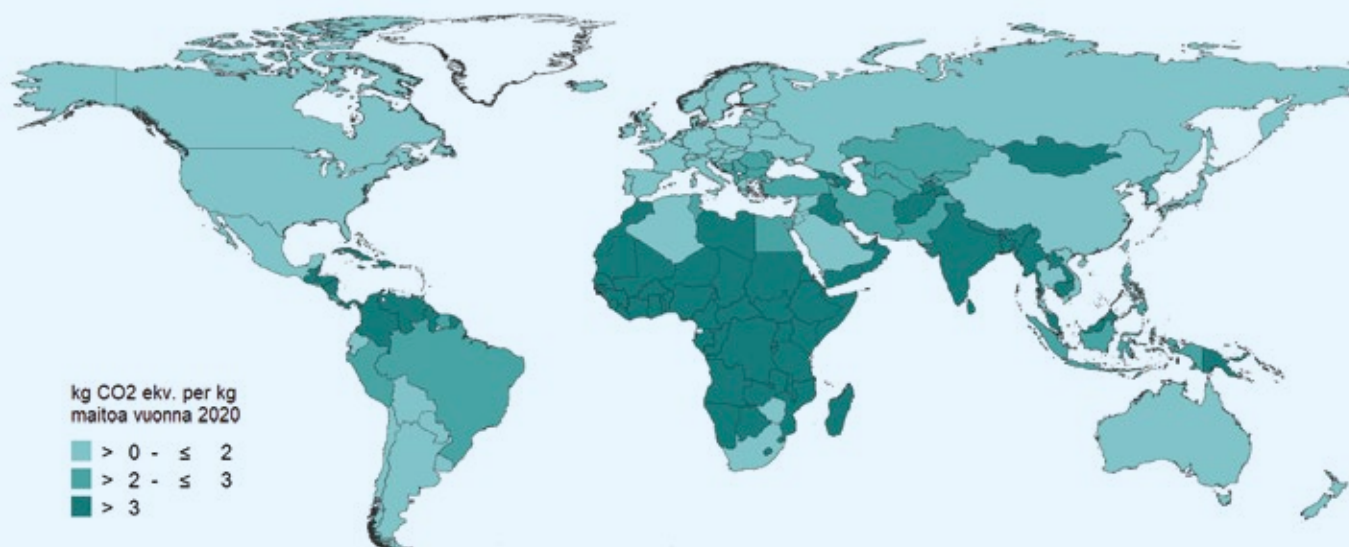 kg CO2 ekv. per kg
maitoa vuonna 2020
> 0 - ≤ 2
> 2 - ≤ 3
> 3